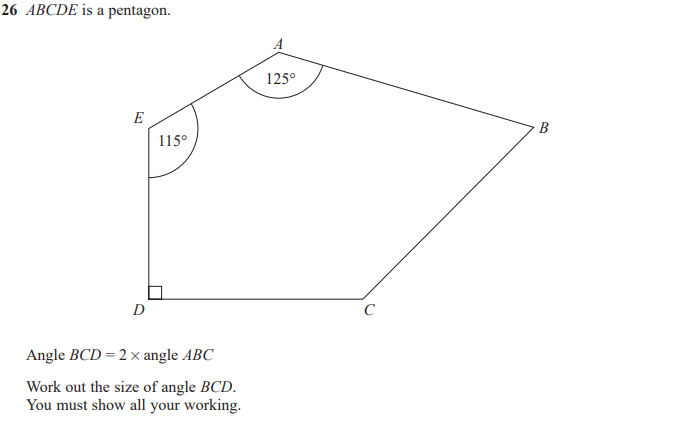 26 ABCDE is a pentagon.
A
125°
E
B
115°
D
C
Angle BCD = 2 × angle ABC
Work out the size of angle BCD.
You must show all your working.